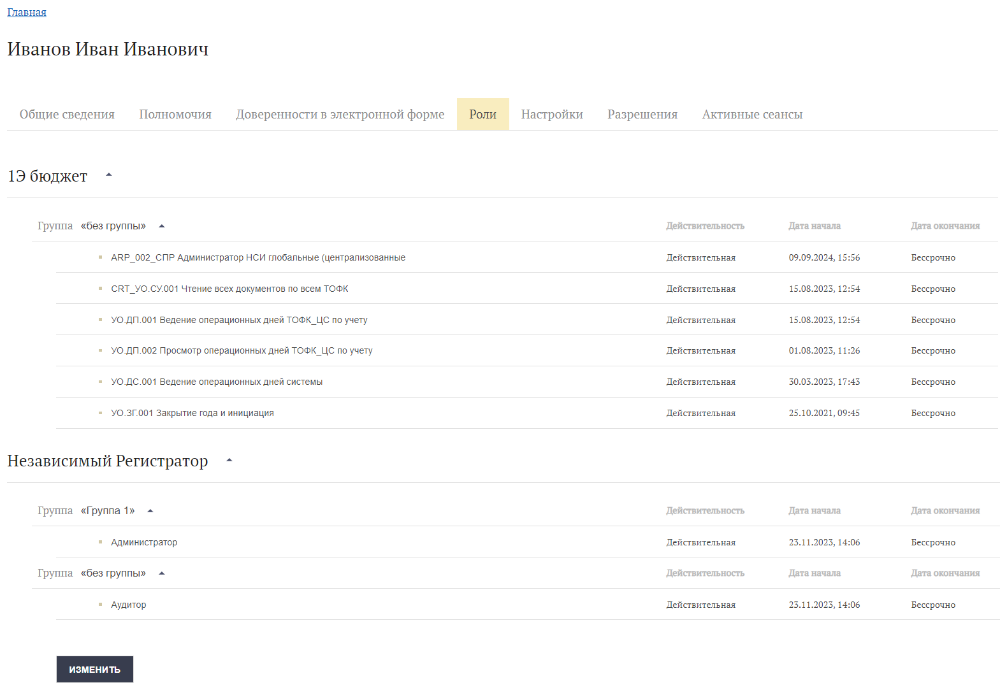 Главная
Иванов Иван Иванович
Общие сведения Полномочия Доверенности в электронной форме Роли Настройки Разрешения Активные сеансы
1Э бюджет
Группа «без группы» Действительность Дата начала Дата окончания
ARP_002_СПР Администратор НСИ глобальные (централизованные Действительная 09.09.2024, 15:56 Бессрочно
CRT_УО.СУ.001 Чтение всех документов по всем ТОФК Действительная 15.08.2023, 12:54 Бессрочно
УО.ДП.001 Ведение операционных дней ТОФК_ЦС по учету Действительная 15.08.2023, 12:54 Бессрочно
УО.ДП.002 Просмотр операционных дней ТОФК_ЦС по учету Действительная 01.08.2023, 11:26 Бессрочно
УО.ДС.001 Ведение операционных дней системы Действительная 30.03.2023, 17:43 Бессрочно
УО.ЗГ.001 Закрытие года и инициация Действительная 25.10.2021, 09:45 Бессрочно
Независимый Регистратор
Группа «Группа 1» Действительность Дата начала Дата окончания
Администратор Действительная 23.11.2023, 14:06 Бессрочно
Группа «без группы» Действительность Дата начала Дата окончания
Аудитор Действительная 23.11.2023, 14:06 Бессрочно
ИЗМЕНИТЬ